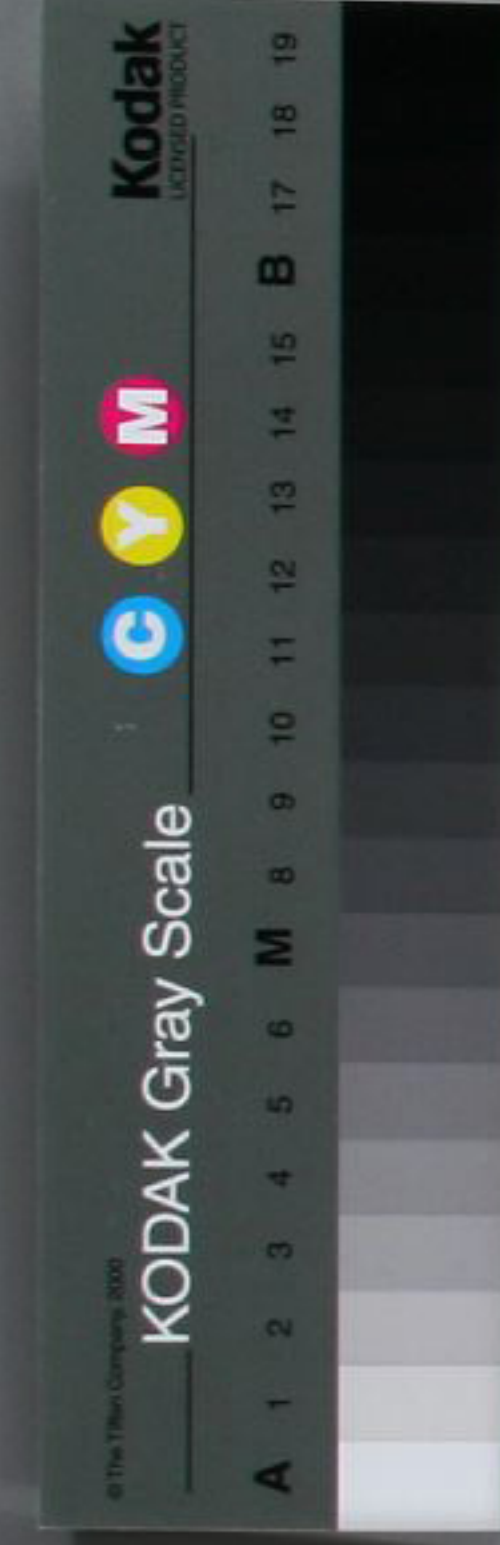 © The Tiffen Company, 2000
KODAK Gray Scale
C Y M
Kodak
LICENSED PRODUCT
A 1 2 3 4 5 6 M 8 9 10 11 12 13 14 15 B 17 18 19